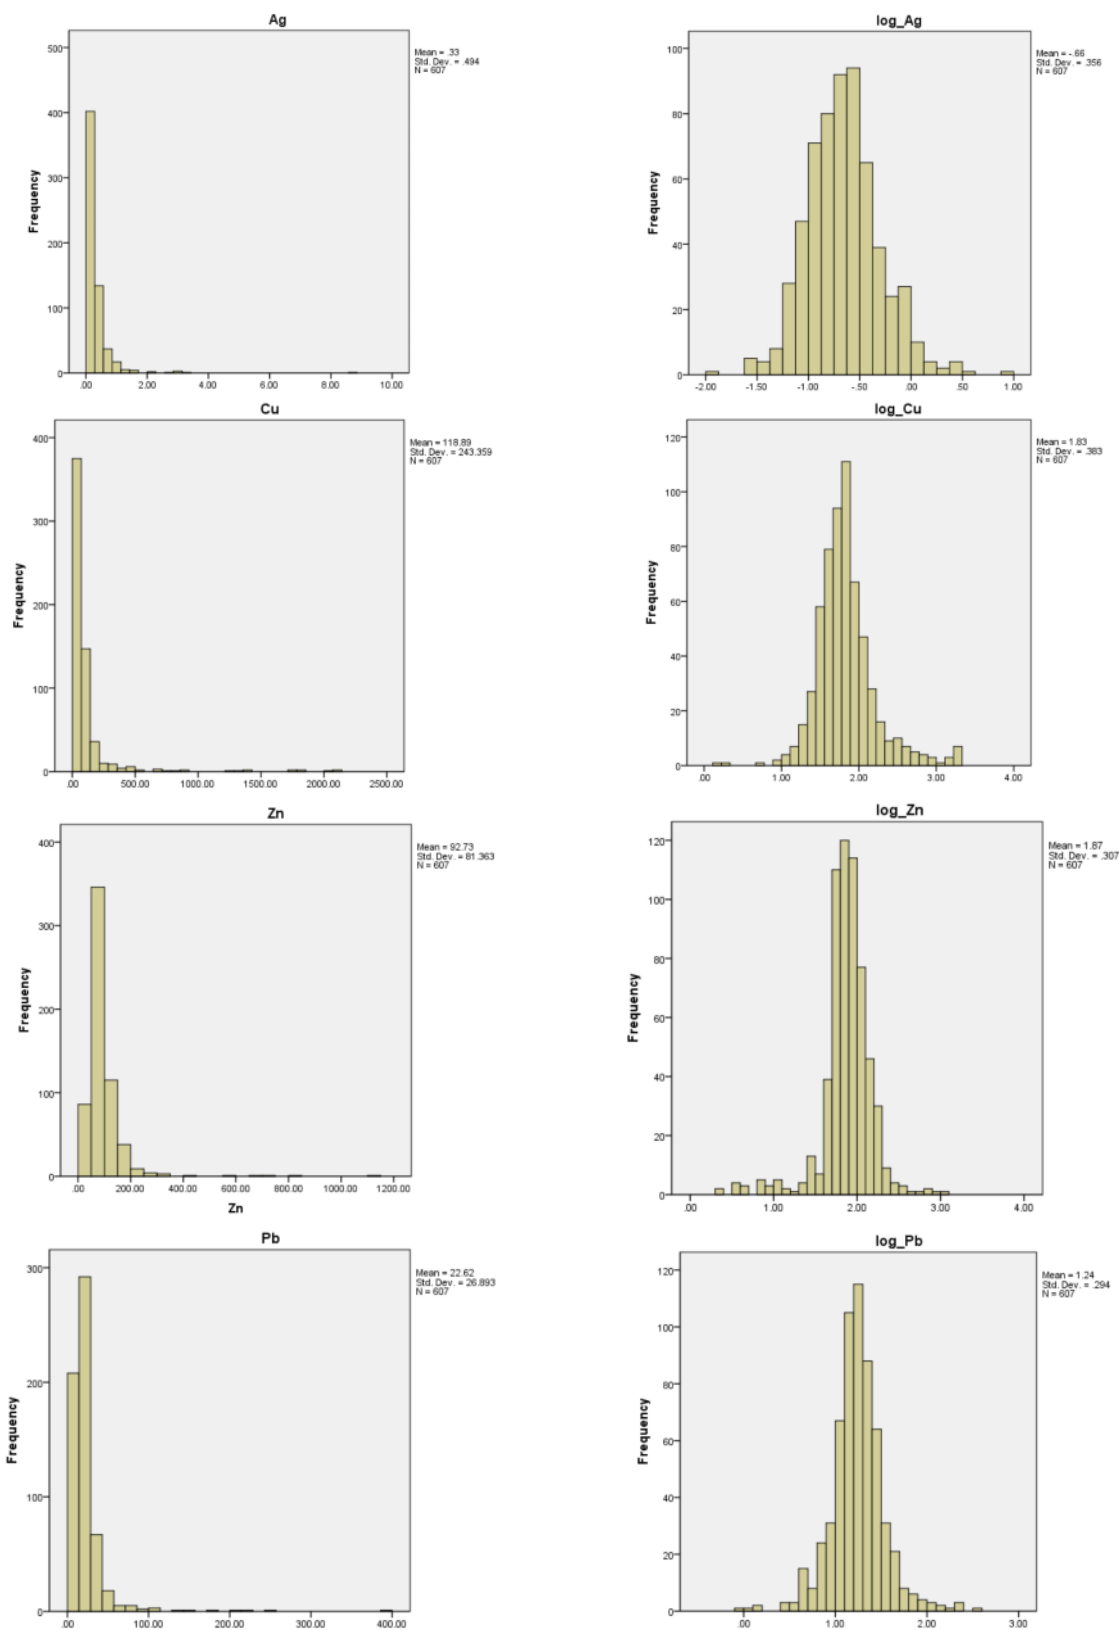 Ag
Mean = .33
Std. Dev. = .494
N = 607
500
400
300
200
100
0
Frequency
.00 2.00 4.00 6.00 8.00 10.00
log_Ag
Mean = -.66
Std. Dev. = .356
N = 607
100
80
60
40
20
0
Frequency
-2.00 -1.50 -1.00 -.50 .00 .50 1.00
Cu
Mean = 118.89
Std. Dev. = 243.359
N = 607
400
300
200
100
0
Frequency
.00 500.00 1000.00 1500.00 2000.00 2500.00
log_Cu
Mean = 1.83
Std. Dev. = .383
N = 607
120
100
80
60
40
20
0
Frequency
.00 1.00 2.00 3.00 4.00
Zn
Mean = 92.73
Std. Dev. = 81.363
N = 607
400
300
200
100
0
Frequency
.00 200.00 400.00 600.00 800.00 1000.00 1200.00
Zn
log_Zn
Mean = 1.87
Std. Dev. = .307
N = 607
120
100
80
60
40
20
0
Frequency
.00 1.00 2.00 3.00 4.00
Pb
Mean = 22.62
Std. Dev. = 26.893
N = 607
300
200
100
0
Frequency
.00 100.00 200.00 300.00 400.00
log_Pb
Mean = 1.24
Std. Dev. = .294
N = 607
120
100
80
60
40
20
0
Frequency
.00 1.00 2.00 3.00